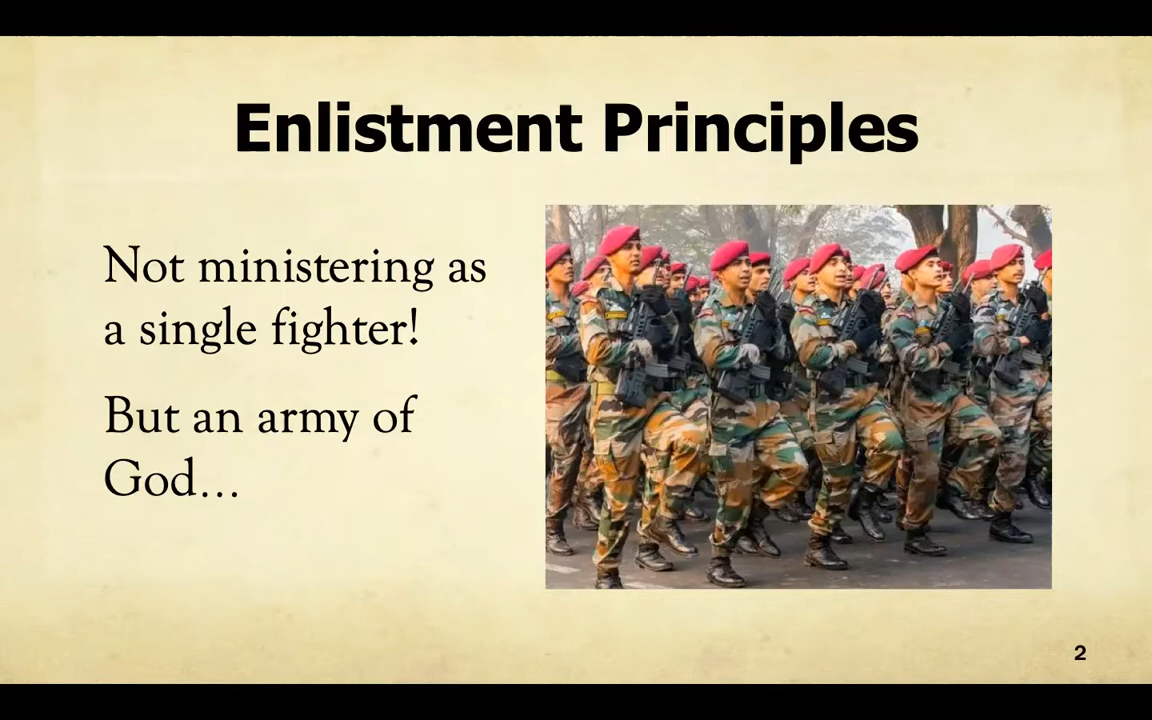 Enlistment Principles
Not ministering as
a single fighter!
But an army of
God...
2